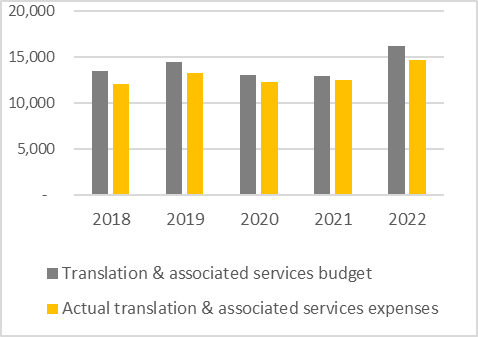 20,000
15,000
10,000
5,000
-
2018 2019 2020 2021 2022
Translation & associated services budget
Actual translation & associated services expenses